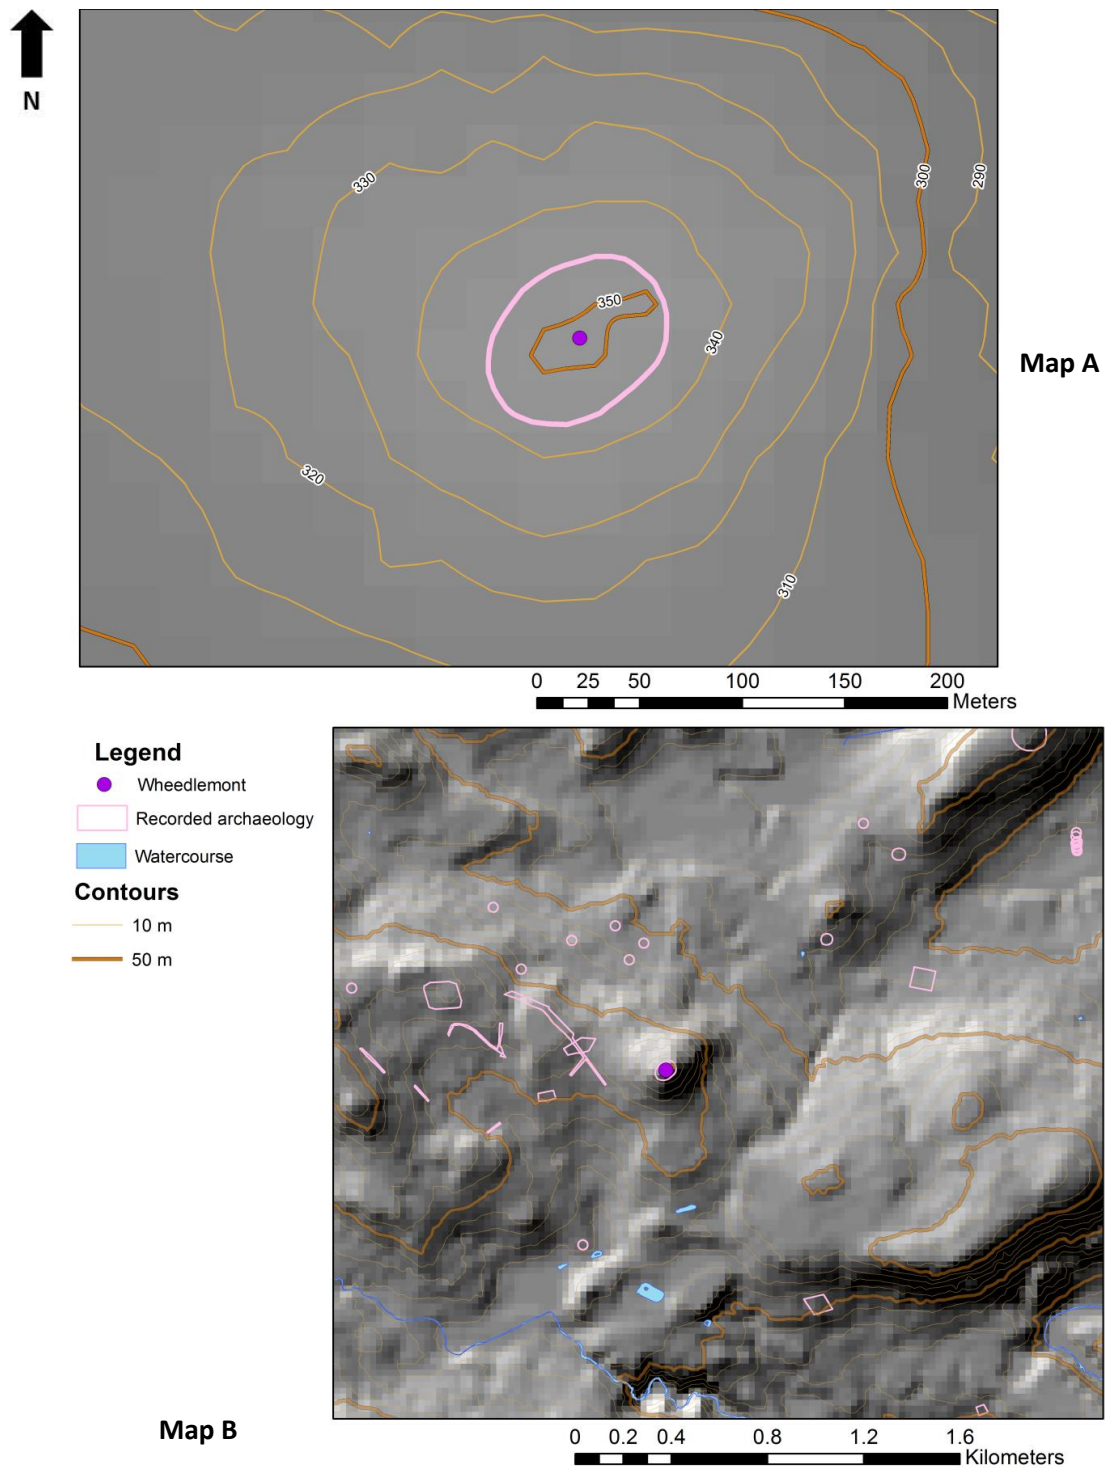 N
330
300
290
350
340
Map A
320
310
0 25 50 100 150 200
Meters
Legend
Wheedlemont
Recorded archaeology
Watercourse
Contours
10 m
50 m
Map B
0 0.2 0.4 0.8 1.2 1.6
Kilometers